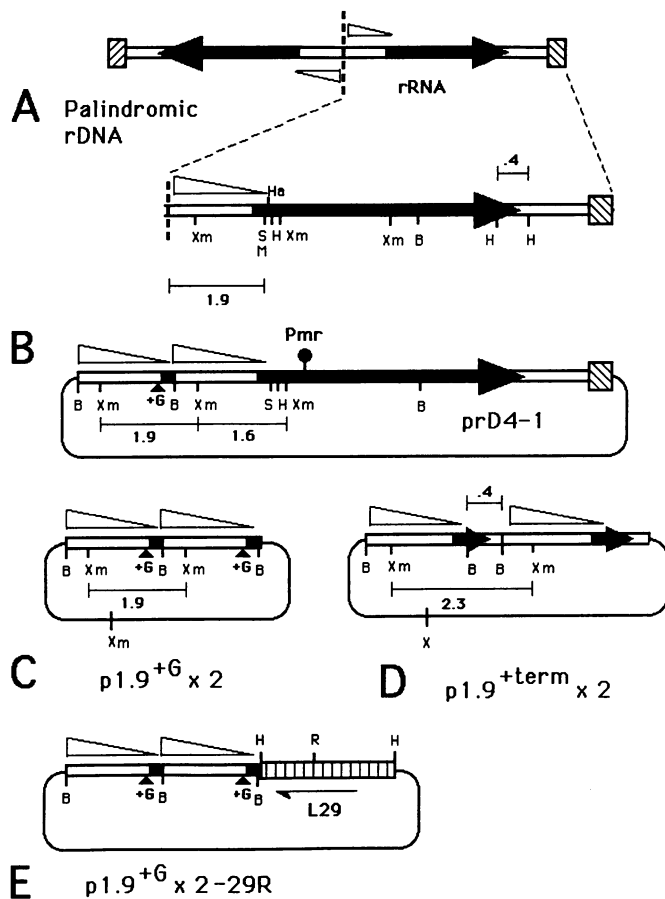 A
Palindromic
rDNA
rRNA
.4
Ha
Xm
S
M
H
Xm
Xm
B
H
H
1.9
B
Pmr
B
Xm
+G
B
Xm
S
H
Xm
B
1.9
1.6
prD4-1
.4
B
Xm
+G
B
Xm
+G
B
1.9
Xm
B
Xm
B
B
Xm
2.3
X
C
p1.9+G x 2
D
p1.9+term x 2
H
R
H
B
+G
B
+G
B
L29
E
p1.9+G x 2-29R